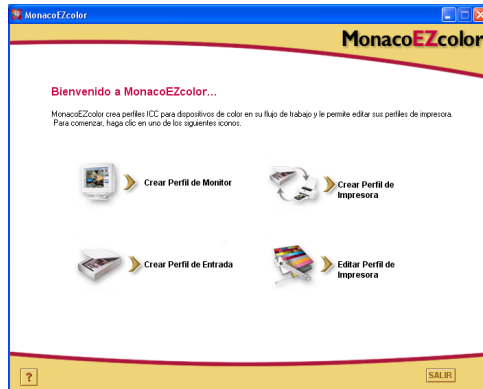 MonacoEZcolor
MonacoEZcolor
Bienvenido a MonacoEZcolor...
MonacoEZcolor crea perfiles ICC para dispositivos de color en su flujo de trabajo y le permite editar sus perfiles de impresora.
Para comenzar, haga clic en uno de los siguientes iconos.
Crear Perfil de Monitor
Crear Perfil de
Impresora
Crear Perfil de Entrada
Editar Perfil de
Impresora
?
SALIR